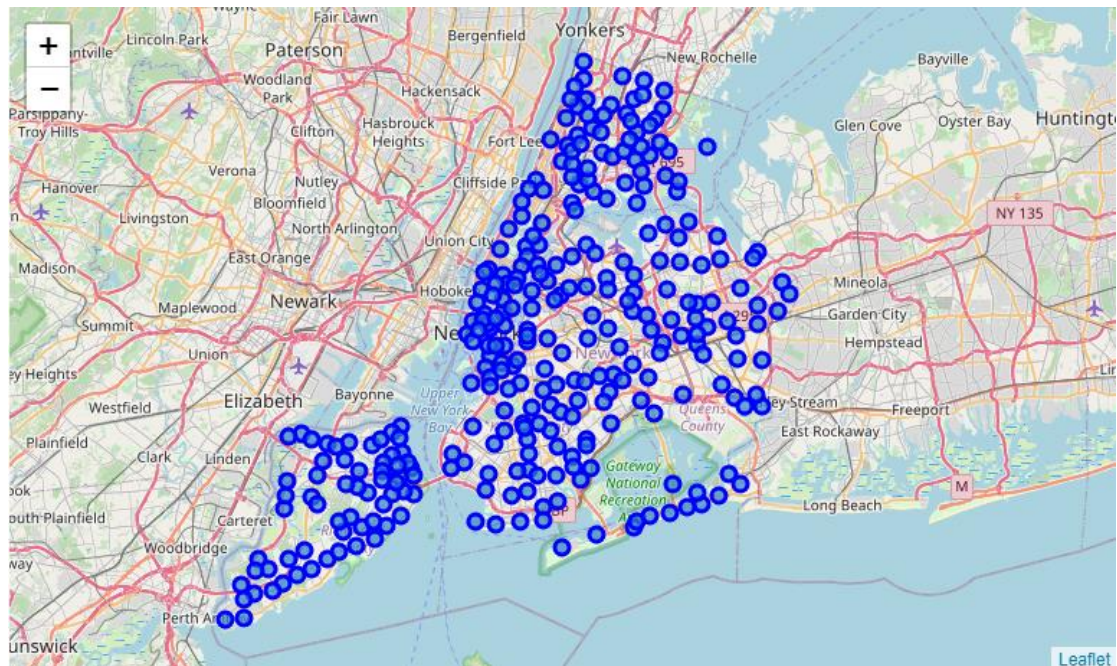 Wayne
Fair Lawn
Bergenfield
Yonkers
Lincoln Park
Paterson
New Rochelle
Bayville
Woodland
Park
Hackensack
Parsippany-
Troy Hills
Clifton
Hasbrouck
Heights
Fort Lee
Glen Cove
Oyster Bay
Huntington
Verona
Hanover
Caldwell
Nutley
Cliffside
Bloomfield
Livingston
North Arlington
Union City
NY 135
Madison
East Orange
Maplewood
Newark
Hoboken
Mineola
Garden City
Summit
New York
Hempstead
Union
Heights
Bayonne
Upper
New York
Bay
Elizabeth
Westfield
Queens
County
Valley Stream
Freeport
Plainfield
Linden
East Rockaway
Clark
Gateway
National
Recreation
Long Beach
M
South Plainfield
Carteret
Woodbridge
Perth
+
−
Leaflet